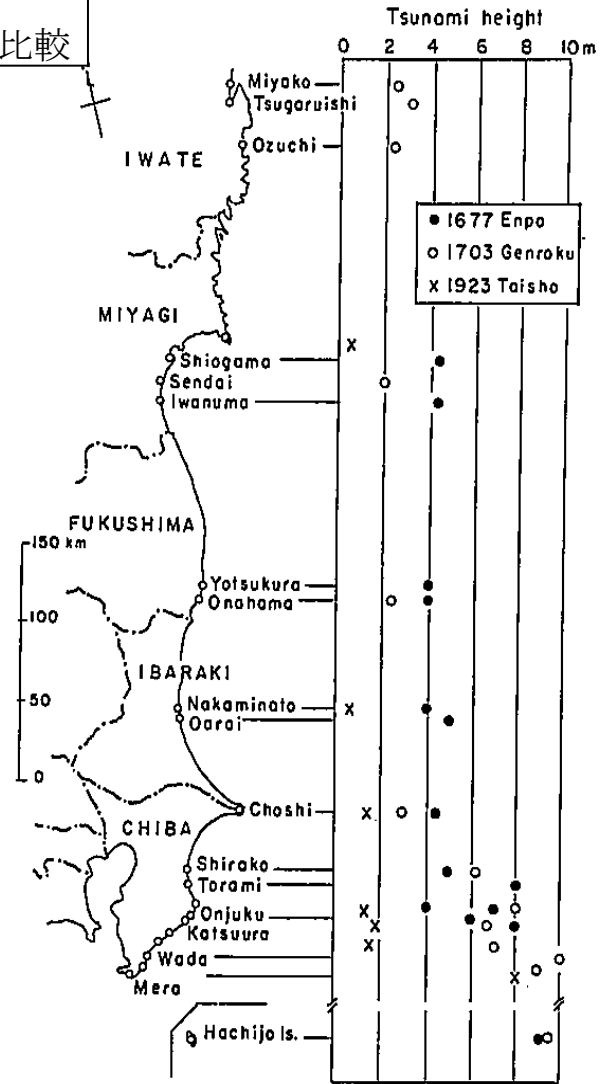 比較
Tsunami height
0 2 4 6 8 10m
Miyako
Tsugaruishi
IWATE
Ozuchi
● 1677 Enpo
○ 1703 Genroku
x 1923 Taisho
MIYAGI
Shiogama
Sendai
Iwanuma
FUKUSHIMA
150 km
Yotsukura
Onahama
100
IBARAKI
50
Nakaminato
Oarai
0
Choshi
CHIBA
Shirako
Torami
Onjuku
Katsuura
Wada
Mera
Hachijo Is.